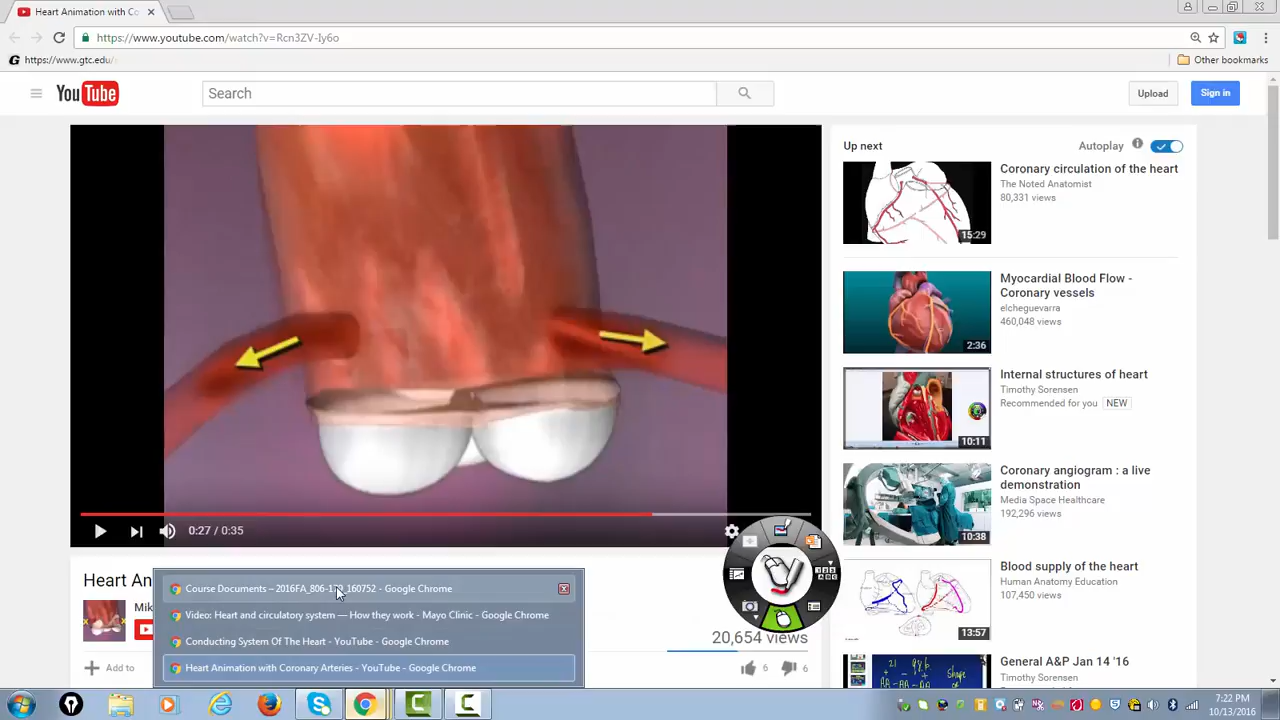 Heart Animation with Co
https://www.youtube.com/watch?v=Rcn3ZV-Iy6o
G https://www.gtc.edu/
Other bookmarks
YouTube
Search
Upload
Sign in
Up next
Autoplay
Coronary circulation of the heart
The Noted Anatomist
80,331 views
15:29
Myocardial Blood Flow -
Coronary vessels
elcheguevarra
460,048 views
2:36
Internal structures of heart
Timothy Sorensen
Recommended for you NEW
10:11
Coronary angiogram : a live
demonstration
Media Space Healthcare
192,296 views
10:38
Blood supply of the heart
Human Anatomy Education
107,450 views
13:57
General A&P Jan 14 '16
Timothy Sorensen
0:27 / 0:35
Heart An
Mik
20,654 views
Add to
6
6
Course Documents – 2016FA_806-179_160752 - Google Chrome
Video: Heart and circulatory system — How they work - Mayo Clinic - Google Chrome
Conducting System Of The Heart - YouTube - Google Chrome
Heart Animation with Coronary Arteries - YouTube - Google Chrome
7:22 PM
10/13/2016